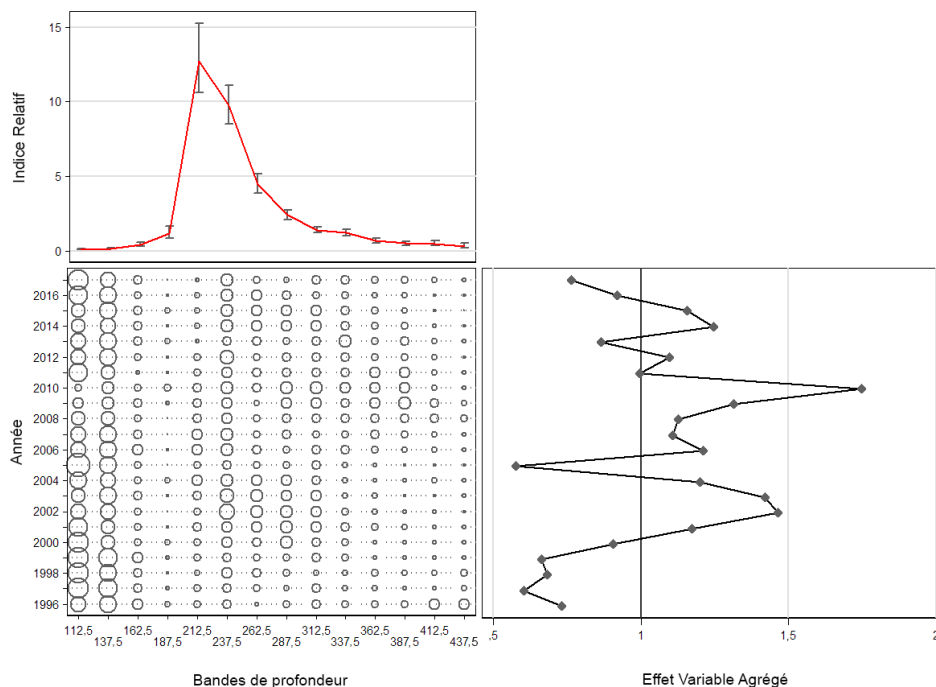 15
10
5
0
Indice Relatif
2016
2014
2012
2010
2008
2006
2004
2002
2000
1998
1996
Année
112,5 162,5 212,5 262,5 312,5 362,5 412,5
137,5 187,5 237,5 287,5 337,5 387,5 437,5
Bandes de profondeur
.5 1 1,5 2
Effet Variable Agrégé